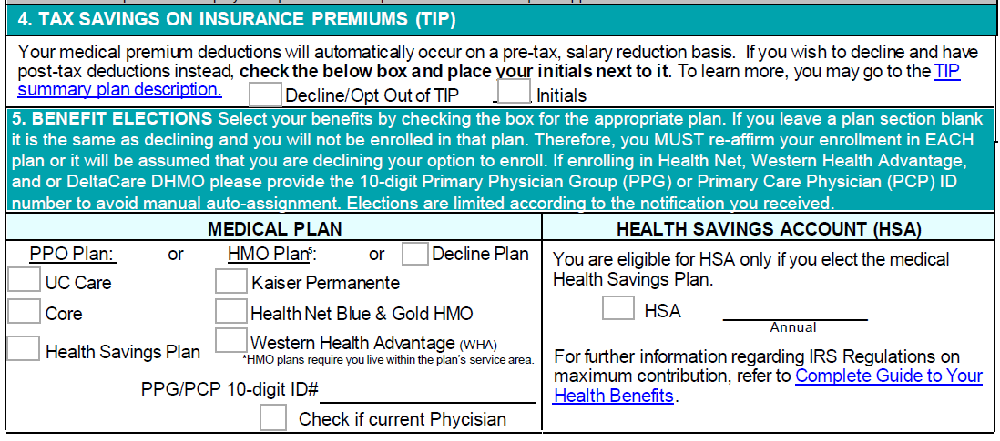 4. TAX SAVINGS ON INSURANCE PREMIUMS (TIP)
Your medical premium deductions will automatically occur on a pre-tax, salary reduction basis. If you wish to decline and have
post-tax deductions instead, check the below box and place your initials next to it. To learn more, you may go to the TIP
summary plan description. Decline/Opt Out of TIP Initials
5. BENEFIT ELECTIONS Select your benefits by checking the box for the appropriate plan. If you leave a plan section blank
it is the same as declining and you will not be enrolled in that plan. Therefore, you MUST re-affirm your enrollment in EACH
plan or it will be assumed that you are declining your option to enroll. If enrolling in Health Net, Western Health Advantage,
and or DeltaCare DHMO please provide the 10-digit Primary Physician Group (PPG) or Primary Care Physician (PCP) ID
number to avoid manual auto-assignment. Elections are limited according to the notification you received.
MEDICAL PLAN
PPO Plan: or HMO Plans: or Decline Plan
UC Care Kaiser Permanente
Core Health Net Blue & Gold HMO
Health Savings Plan Western Health Advantage (WHA)
*HMO plans require you live within the plan's service area.
PPG/PCP 10-digit ID#
Check if current Phycisian
HEALTH SAVINGS ACCOUNT (HSA)
You are eligible for HSA only if you elect the medical
Health Savings Plan.
HSA
Annual
For further information regarding IRS Regulations on
maximum contribution, refer to Complete Guide to Your
Health Benefits.